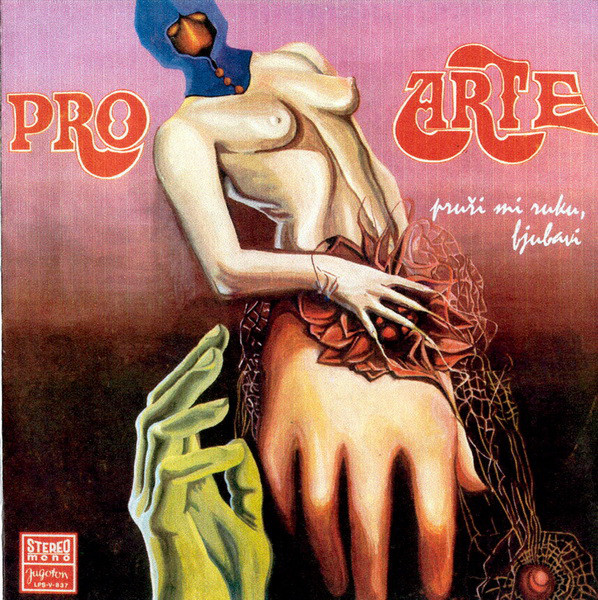 PRO ARTE
pruži mi ruku,
ljubavi
STEREO
mono
Jugoton
LPS-V-837